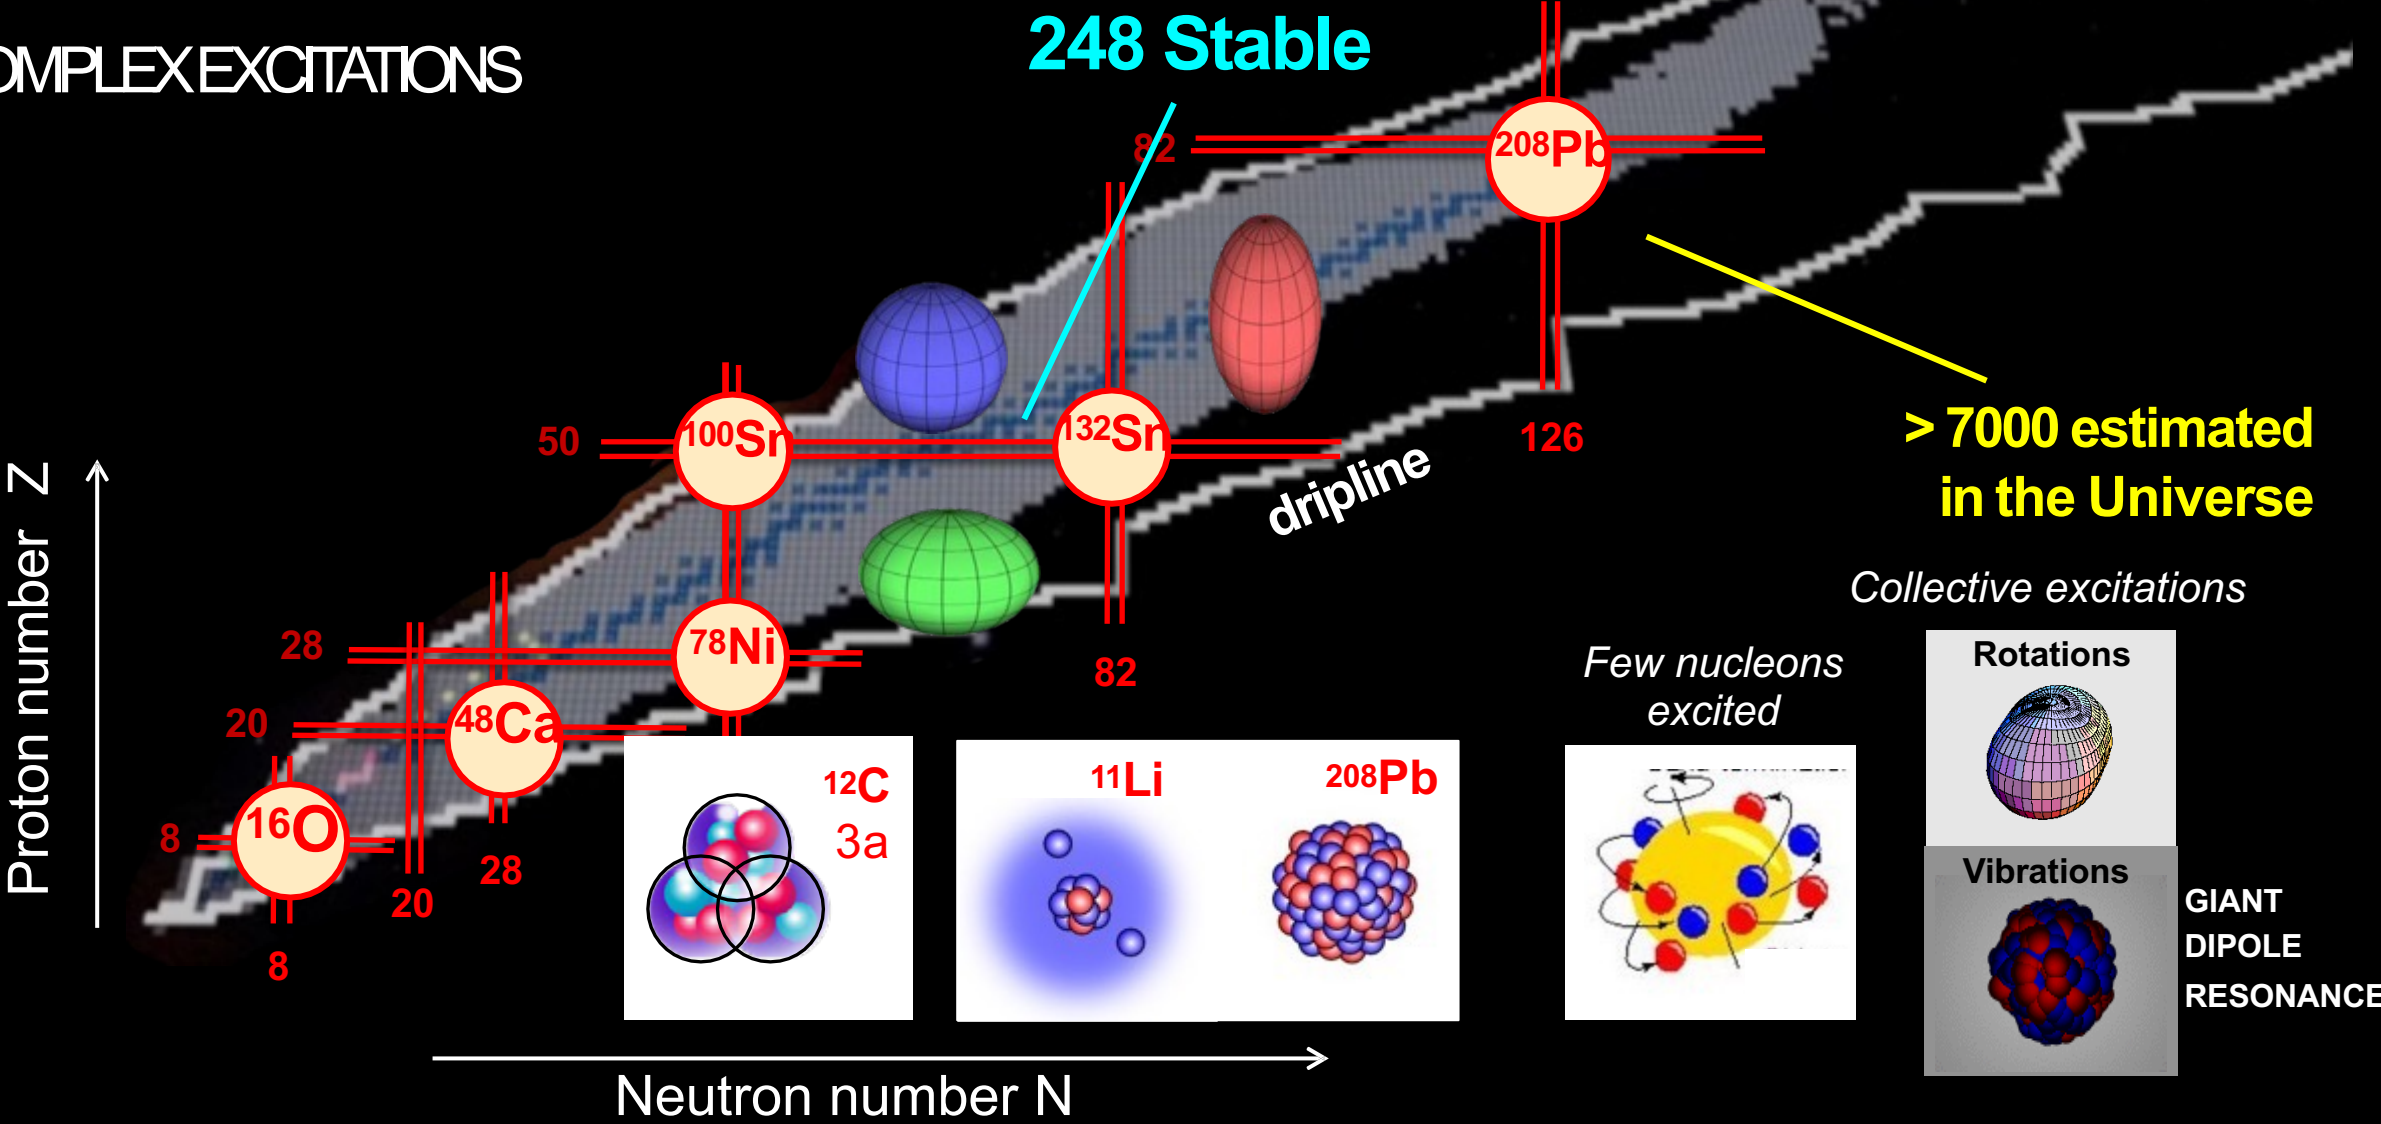 OMPLEX EXCITATIONS
248 Stable
82
208Pb
50
100Sn
132Sn
126
dripline
> 7000 estimated
in the Universe
Proton number Z
28
78Ni
82
20
48Ca
8
16O
28
20
8
12C
3a
11Li
208Pb
Few nucleons
excited
Collective excitations
Rotations
Vibrations
GIANT
DIPOLE
RESONANCE
Neutron number N